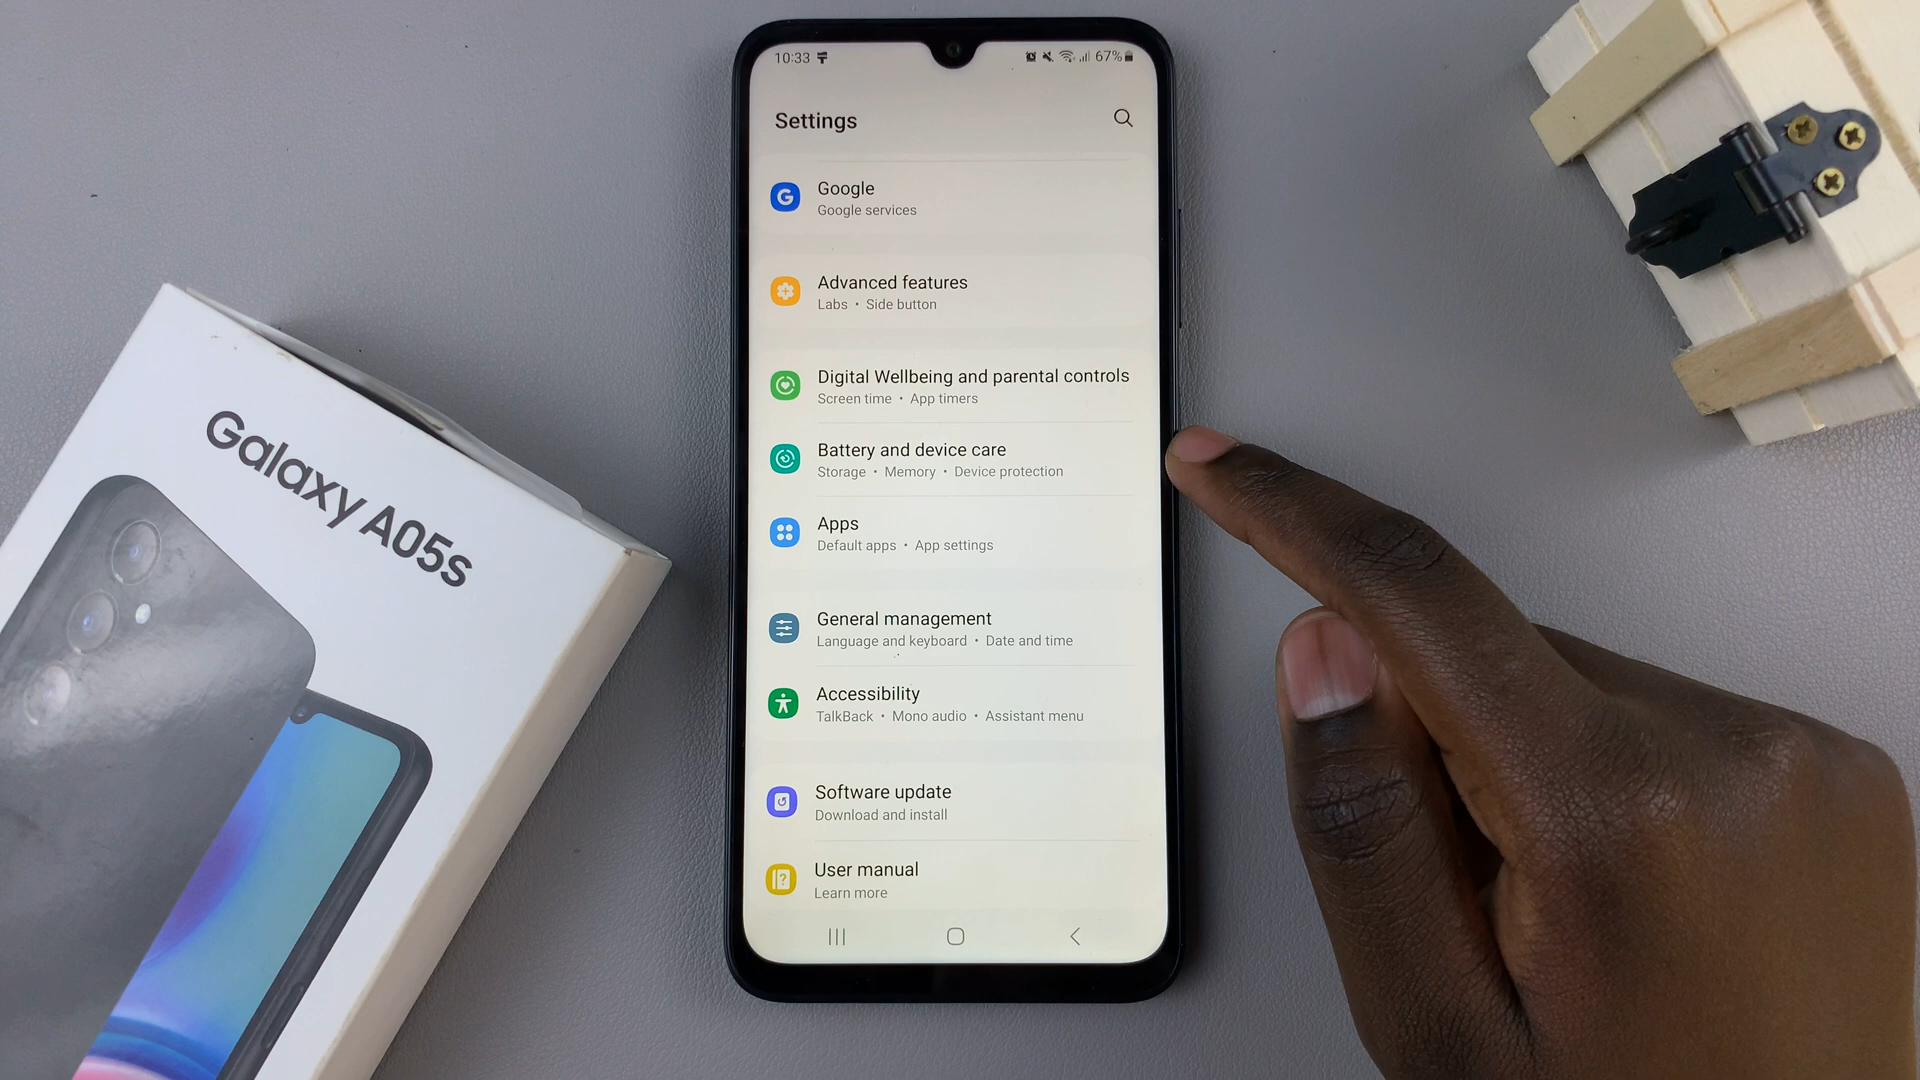 10:33
67%
Settings
Google
Google services
Advanced features
Labs • Side button
Digital Wellbeing and parental controls
Screen time • App timers
Battery and device care
Storage • Memory • Device protection
Apps
Default apps • App settings
General management
Language and keyboard • Date and time
Accessibility
TalkBack • Mono audio • Assistant menu
Software update
Download and install
User manual
Learn more
Galaxy A05s